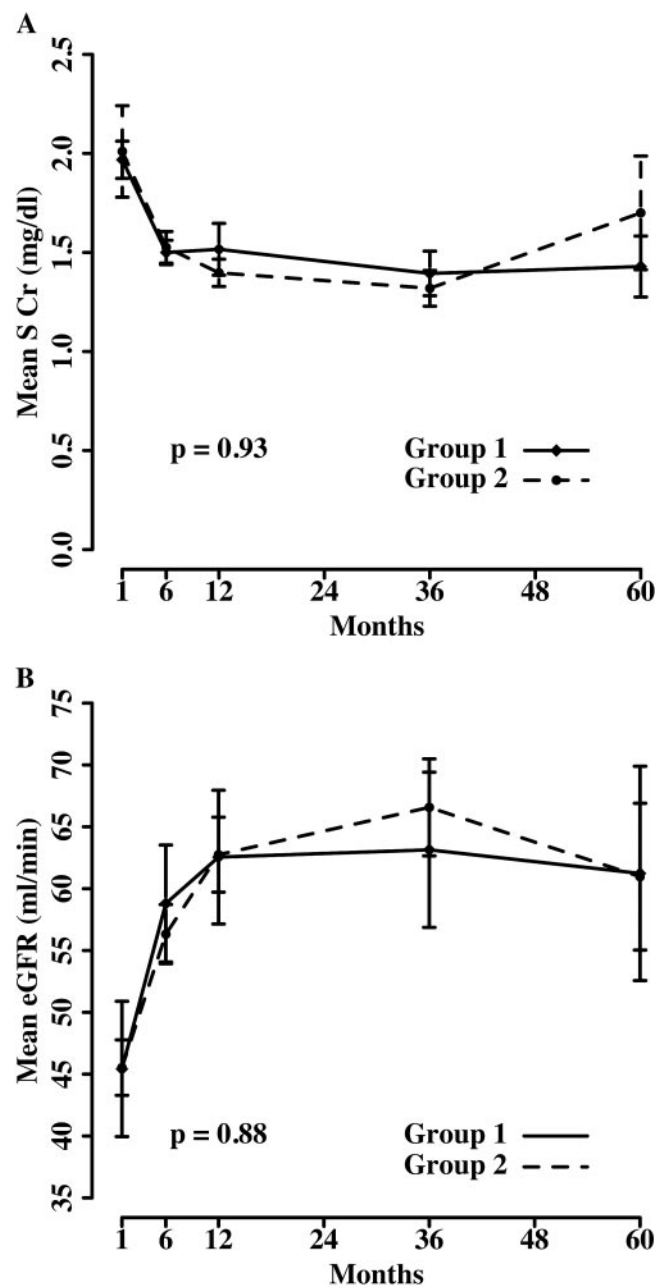 A
Mean S Cr (mg/dl)
2.5
2.0
1.5
1.0
0.5
0.0
p = 0.93
Group 1
Group 2
1 6 12 24 36 48 60
Months
B
Mean eGFR (ml/min)
75
70
65
60
55
50
45
40
35
p = 0.88
Group 1
Group 2
1 6 12 24 36 48 60
Months